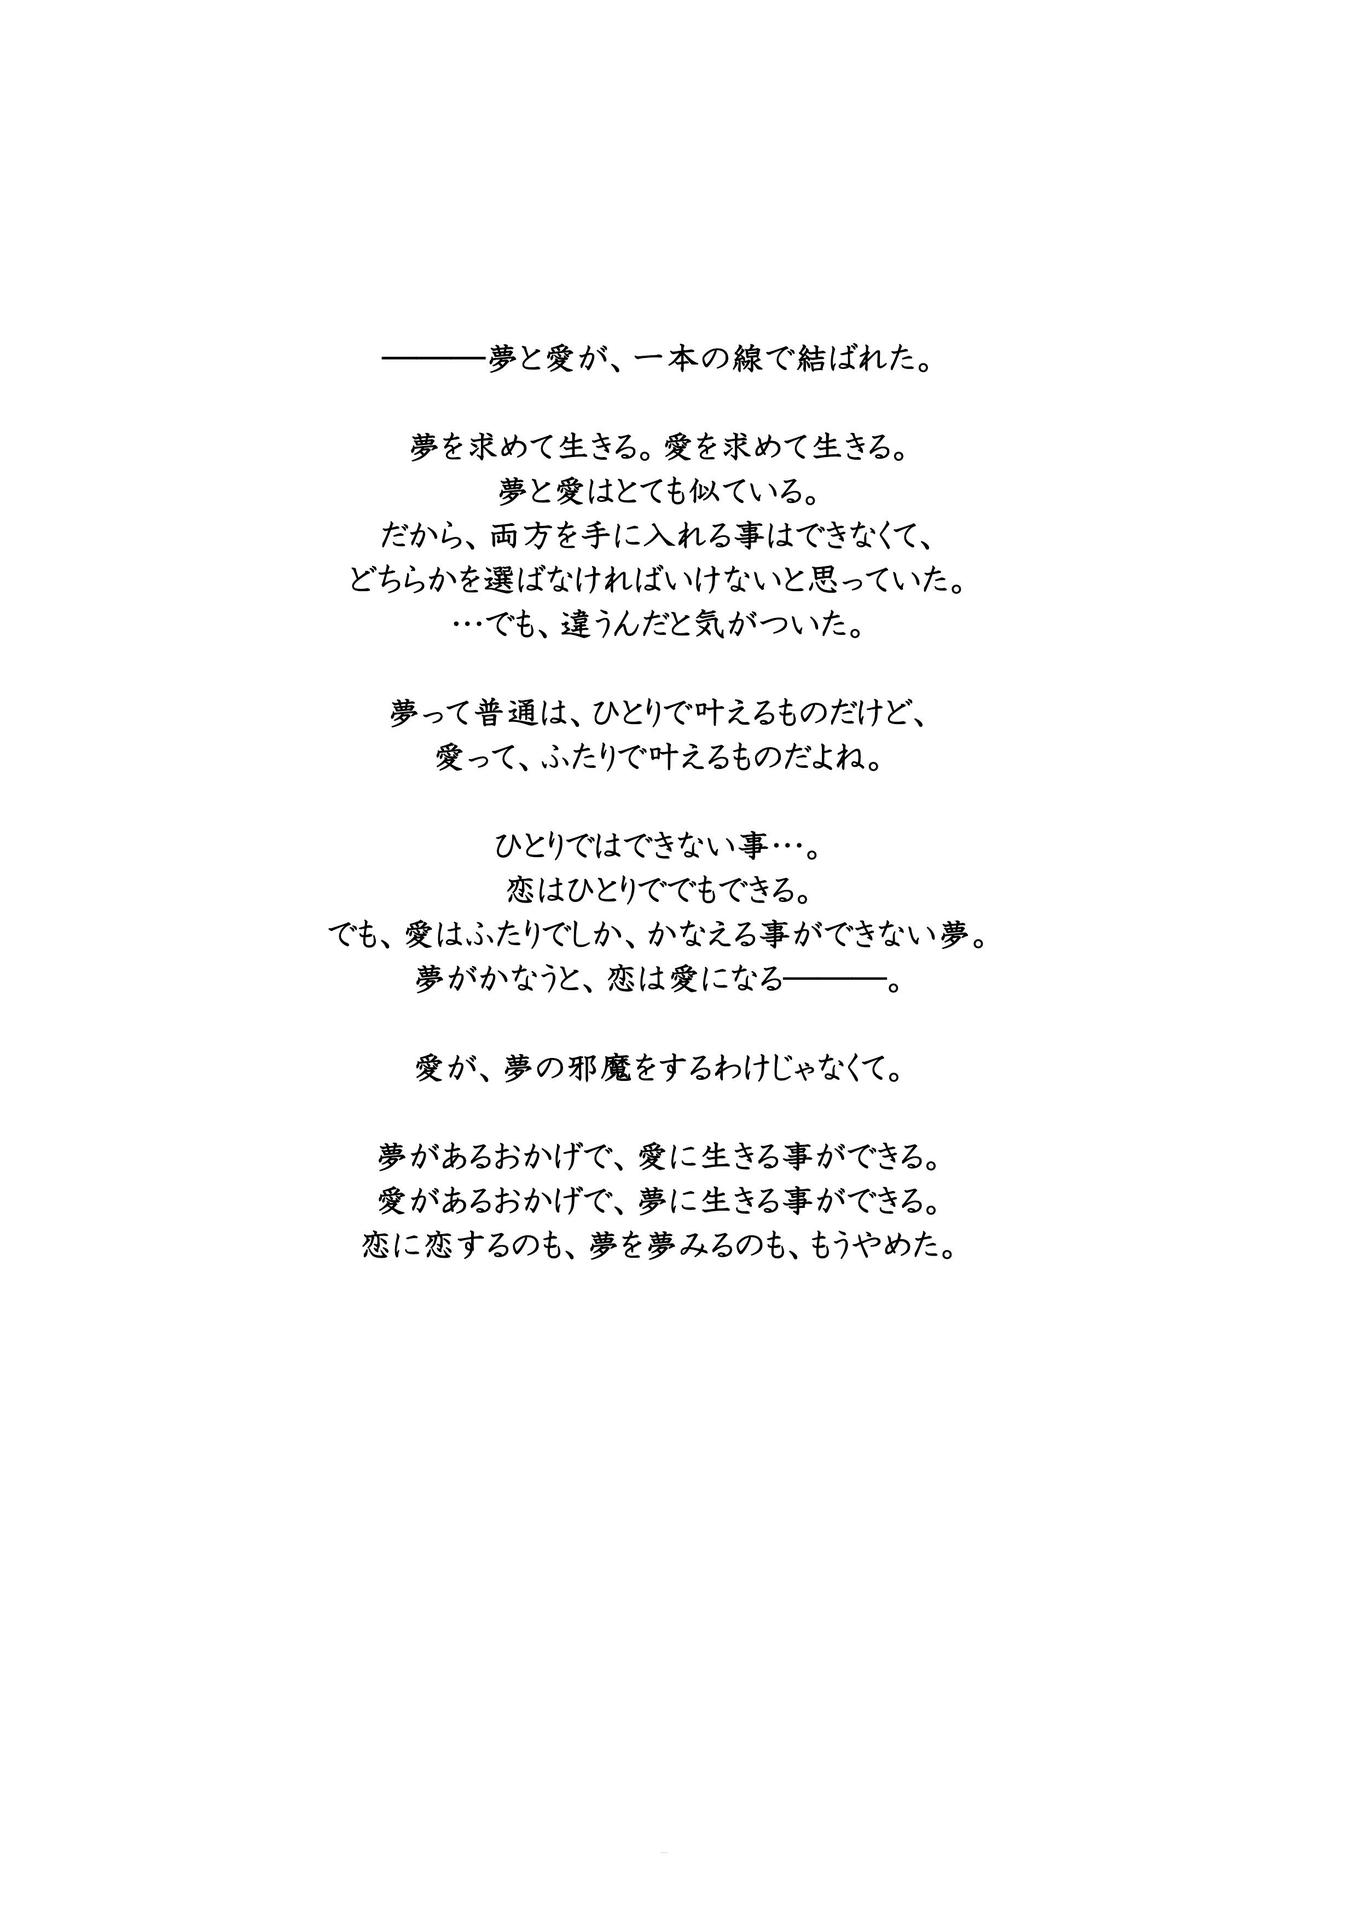 ―――夢と愛が、一本の線で結ばれた。
夢を求めて生きる。愛を求めて生きる。
夢と愛はとても似ている。
だから、両方を手に入れる事はできなくて、
どちらかを選ばなければいけないと思っていた。
…でも、違うんだと気がついた。
夢って普通は、ひとりで叶えるものだけど、
愛って、ふたりで叶えるものだよね。
ひとりではできない事…。
恋はひとりででもできる。
でも、愛はふたりでしか、かなえる事ができない夢。
夢がかなうと、恋は愛になる―――。
愛が、夢の邪魔をするわけじゃなくて。
夢があるおかげで、愛に生きる事ができる。
愛があるおかげで、夢に生きる事ができる。
恋に恋するのも、夢を夢みるのも、もうやめた。